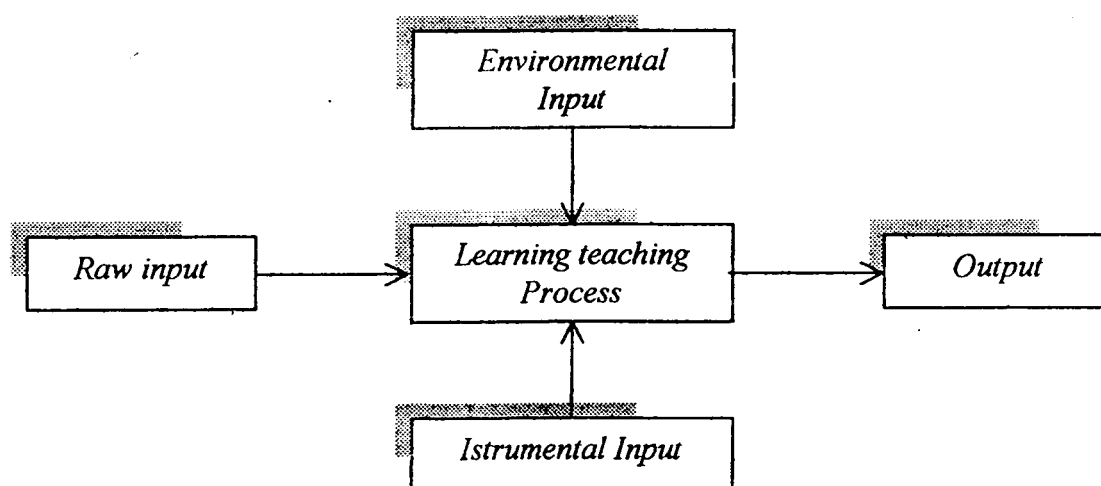 Environmental
Input
Raw input
Learning teaching
Process
Output
Istrumental Input